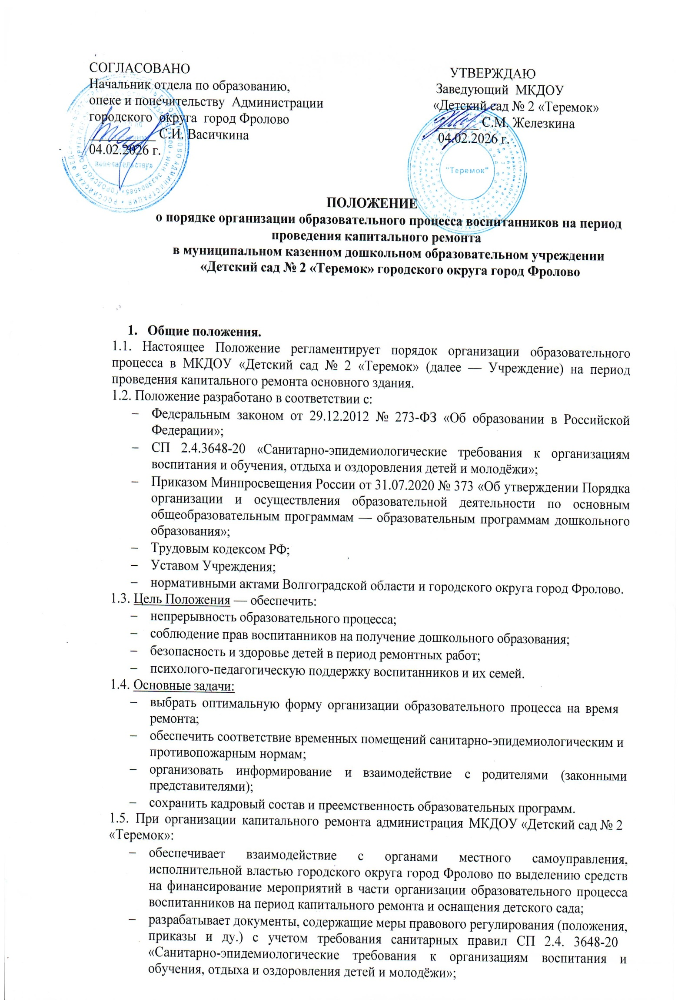 СОГЛАСОВАНО
Начальник отдела по образованию,
опеке и попечительству Администрации
городского округа город Фролово
____________ С.И. Васичкина
04.02.2026 г.
УТВЕРЖДАЮ
Заведующий МКДОУ
«Детский сад № 2 «Теремок»
_______ С.М. Железкина
04.02.2026 г.
попечительству»
"Теремок"
ПОЛОЖЕНИЕ
о порядке организации образовательного процесса воспитанников на период
проведения капитального ремонта
в муниципальном казенном дошкольном образовательном учреждении
«Детский сад № 2 «Теремок» городского округа город Фролово
1. Общие положения.
1.1. Настоящее Положение регламентирует порядок организации образовательного
процесса в МКДОУ «Детский сад № 2 «Теремок» (далее — Учреждение) на период
проведения капитального ремонта основного здания.
1.2. Положение разработано в соответствии с:
– Федеральным законом от 29.12.2012 № 273-ФЗ «Об образовании в Российской
Федерации»;
– СП 2.4.3648-20 «Санитарно-эпидемиологические требования к организациям
воспитания и обучения, отдыха и оздоровления детей и молодёжи»;
– Приказом Минпросвещения России от 31.07.2020 № 373 «Об утверждении Порядка
организации и осуществления образовательной деятельности по основным
общеобразовательным программам — образовательным программам дошкольного
образования»;
– Трудовым кодексом РФ;
– Уставом Учреждения;
– нормативными актами Волгоградской области и городского округа город Фролово.
1.3. Цель Положения — обеспечить:
– непрерывность образовательного процесса;
– соблюдение прав воспитанников на получение дошкольного образования;
– безопасность и здоровье детей в период ремонтных работ;
– психолого-педагогическую поддержку воспитанников и их семей.
1.4. Основные задачи:
– выбрать оптимальную форму организации образовательного процесса на время
ремонта;
– обеспечить соответствие временных помещений санитарно-эпидемиологическим и
противопожарным нормам;
– организовать информирование и взаимодействие с родителями (законными
представителями);
– сохранить кадровый состав и преемственность образовательных программ.
1.5. При организации капитального ремонта администрация МКДОУ «Детский сад № 2
«Теремок»:
– обеспечивает взаимодействие с органами местного самоуправления,
исполнительной властью городского округа город Фролово по выделению средств
на финансирование мероприятий в части организации образовательного процесса
воспитанников на период капитального ремонта и оснащения детского сада;
– разрабатывает документы, содержащие меры правового регулирования (положения,
приказы и ду.) с учетом требования санитарных правил СП 2.4. 3648-20
«Санитарно-эпидемиологические требования к организациям воспитания и
обучения, отдыха и оздоровления детей и молодёжи»;